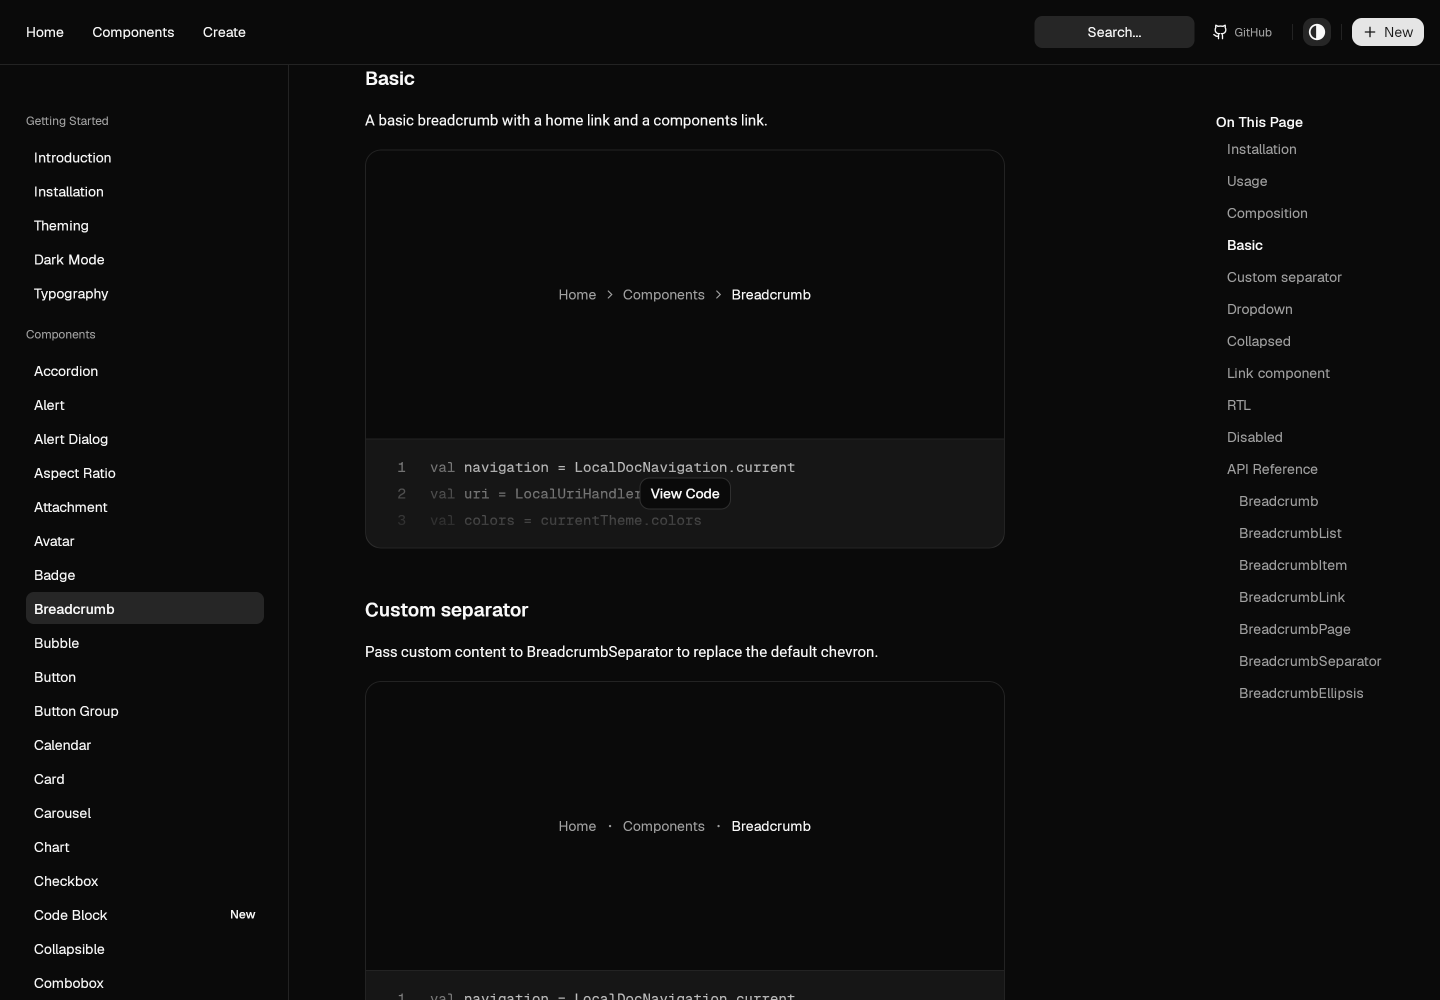 Home Components Create Search... GitHub New
Getting Started
Introduction
Installation
Theming
Dark Mode
Typography
Components
Accordion
Alert
Alert Dialog
Aspect Ratio
Attachment
Avatar
Badge
Breadcrumb
Bubble
Button
Button Group
Calendar
Card
Carousel
Chart
Checkbox
Code Block New
Collapsible
Combobox
Basic
A basic breadcrumb with a home link and a components link.
Home > Components > Breadcrumb
1 val navigation = LocalDocNavigation.current
2 val uri = LocalUriHandler
View Code
3 val colors = currentTheme.colors
Custom separator
Pass custom content to BreadcrumbSeparator to replace the default chevron.
Home · Components · Breadcrumb
1 val navigation = LocalDocNavigation.current
On This Page
Installation
Usage
Composition
Basic
Custom separator
Dropdown
Collapsed
Link component
RTL
Disabled
API Reference
Breadcrumb
BreadcrumbList
BreadcrumbItem
BreadcrumbLink
BreadcrumbPage
BreadcrumbSeparator
BreadcrumbEllipsis